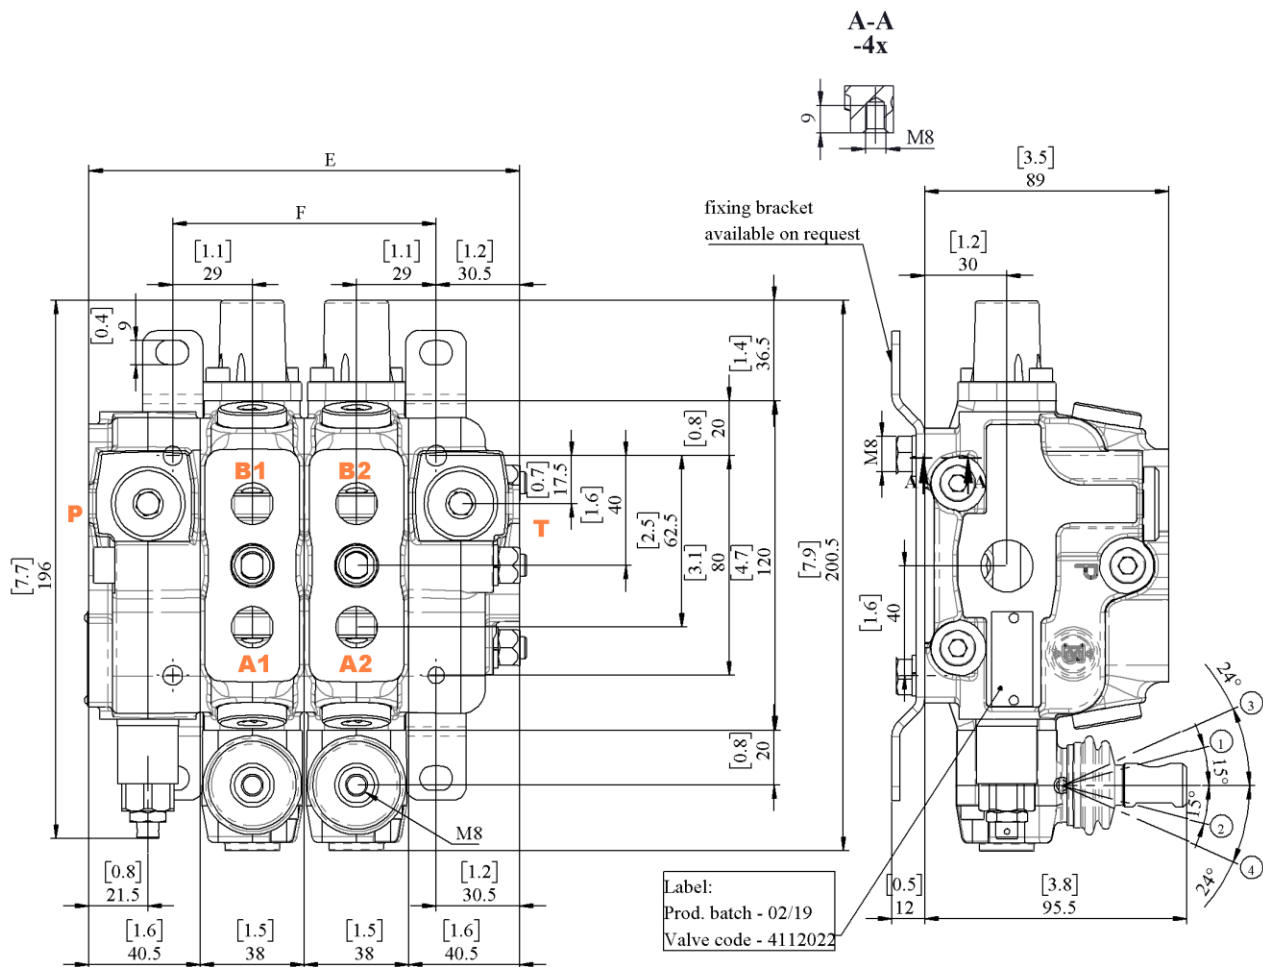 A-A
-4x
9
M8
E
[3.5]
89
fixing bracket
available on request
F
[1.1]
29
[1.1]
29
[1.2]
30.5
[1.2]
30
[0.4]
9
[1.4]
36.5
[0.8]
20
M8
B1
B2
[0.7]
17.5
[1.6]
40
A
A
P
T
[2.5]
62.5
[3.1]
80
[4.7]
120
[7.9]
200.5
[7.7]
196
P
[1.6]
40
A1
A2
24°
3
1
15°
[0.8]
20
15°
2
24°
4
M8
[0.8]
21.5
[1.2]
30.5
Label:
Prod. batch - 02/19
Valve code - 4112022
[0.5]
12
[3.8]
95.5
[1.6]
40.5
[1.5]
38
[1.5]
38
[1.6]
40.5